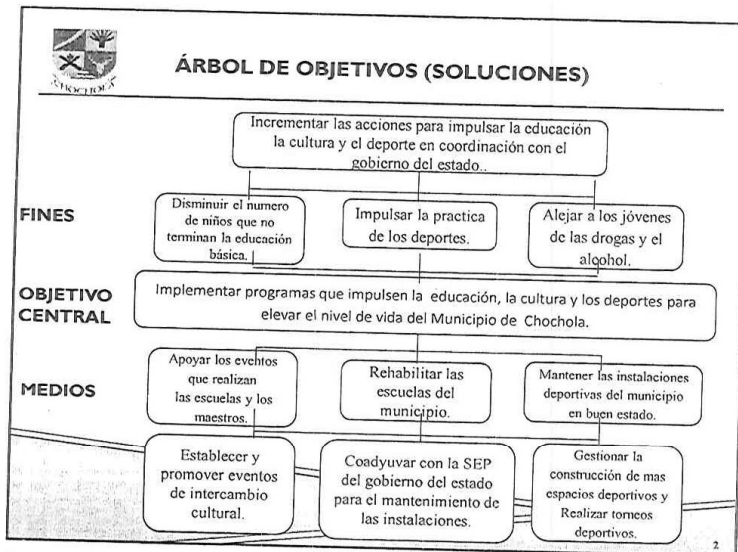 CHOCHOLA
ÁRBOL DE OBJETIVOS (SOLUCIONES)
Incrementar las acciones para impulsar la educación
la cultura y el deporte en coordinación con el
gobierno del estado..
FINES
Disminuir el numero
de niños que no
terminan la educación
básica.
Impulsar la practica
de los deportes.
Alejar a los jóvenes
de las drogas y el
alcohol.
OBJETIVO
CENTRAL
Implementar programas que impulsen la educación, la cultura y los deportes para
elevar el nivel de vida del Municipio de Chochola.
MEDIOS
Apoyar los eventos
que realizan
las escuelas y los
maestros.
Rehabilitar las
escuelas del
municipio.
Mantener las instalaciones
deportivas del municipio
en buen estado.
Establecer y
promover eventos
de intercambio
cultural.
Coadyuvar con la SEP
del gobierno del estado
para el mantenimiento de
las instalaciones.
Gestionar la
construcción de mas
espacios deportivos y
Realizar torneos
deportivos.
2